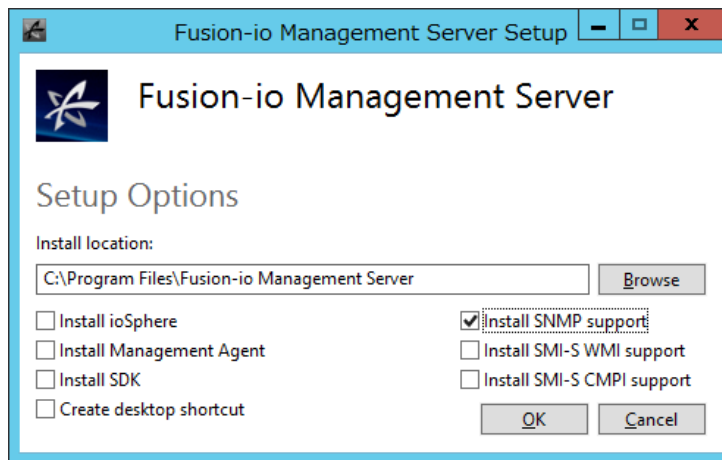 Fusion-io Management Server Setup
Fusion-io Management Server
Setup Options
Install location:
C:\Program Files\Fusion-io Management Server
Browse
Install ioSphere
Install SNMP support
Install Management Agent
Install SMI-S WMI support
Install SDK
Install SMI-S CMPI support
Create desktop shortcut
OK
Cancel